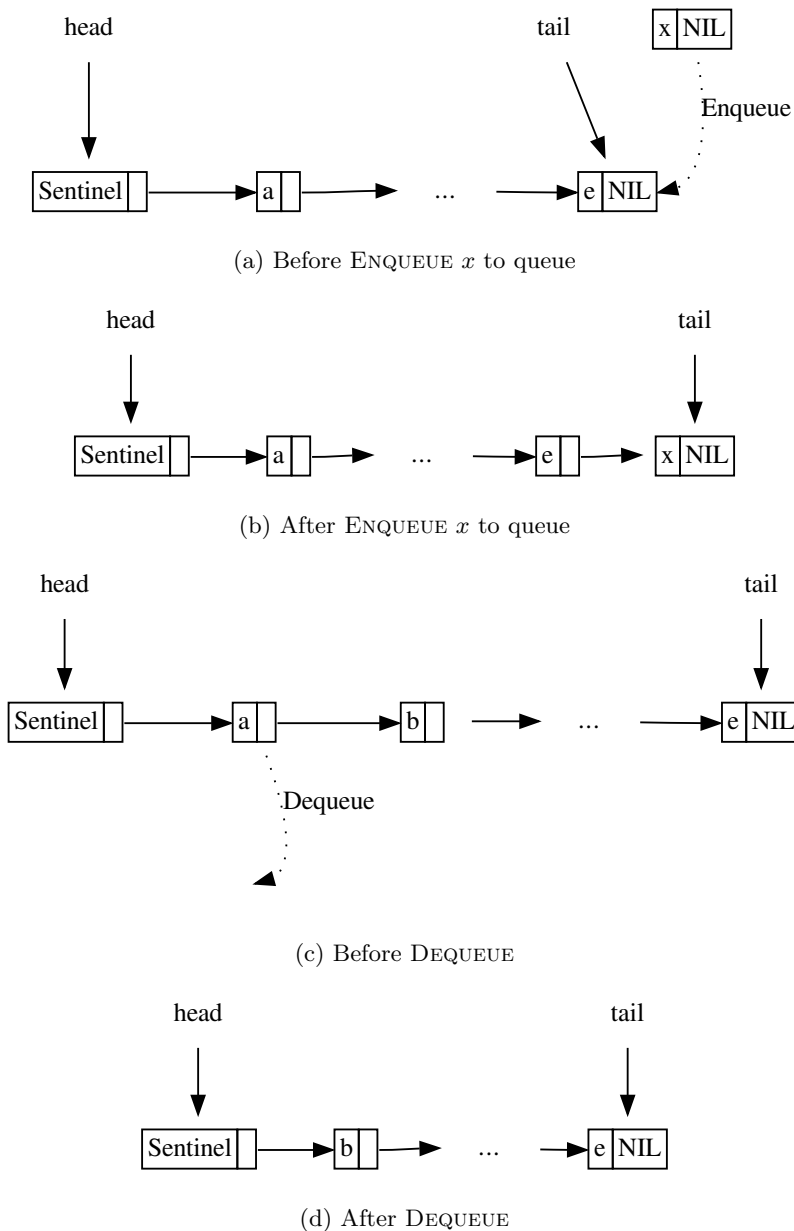 head tail x NIL
Enqueue
Sentinel a ... e NIL
(a) Before ENQUEUE x to queue
head tail
Sentinel a ... e x NIL
(b) After ENQUEUE x to queue
head tail
Sentinel a b ... e NIL
Dequeue
(c) Before DEQUEUE
head tail
Sentinel b ... e NIL
(d) After DEQUEUE